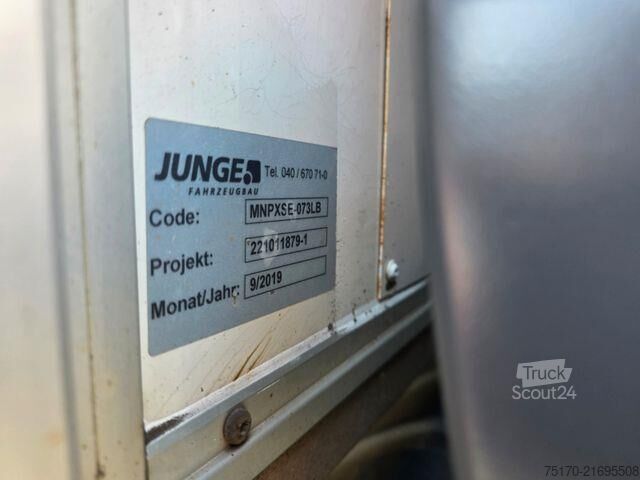 JUNGE Tel. 040 / 670 71-0
FAHRZEUGBAU
Code: MNPXSE-073LB
Projekt: 221011879-1
Monat/Jahr: 9/2019
Truck
Scout24
75170-21695508